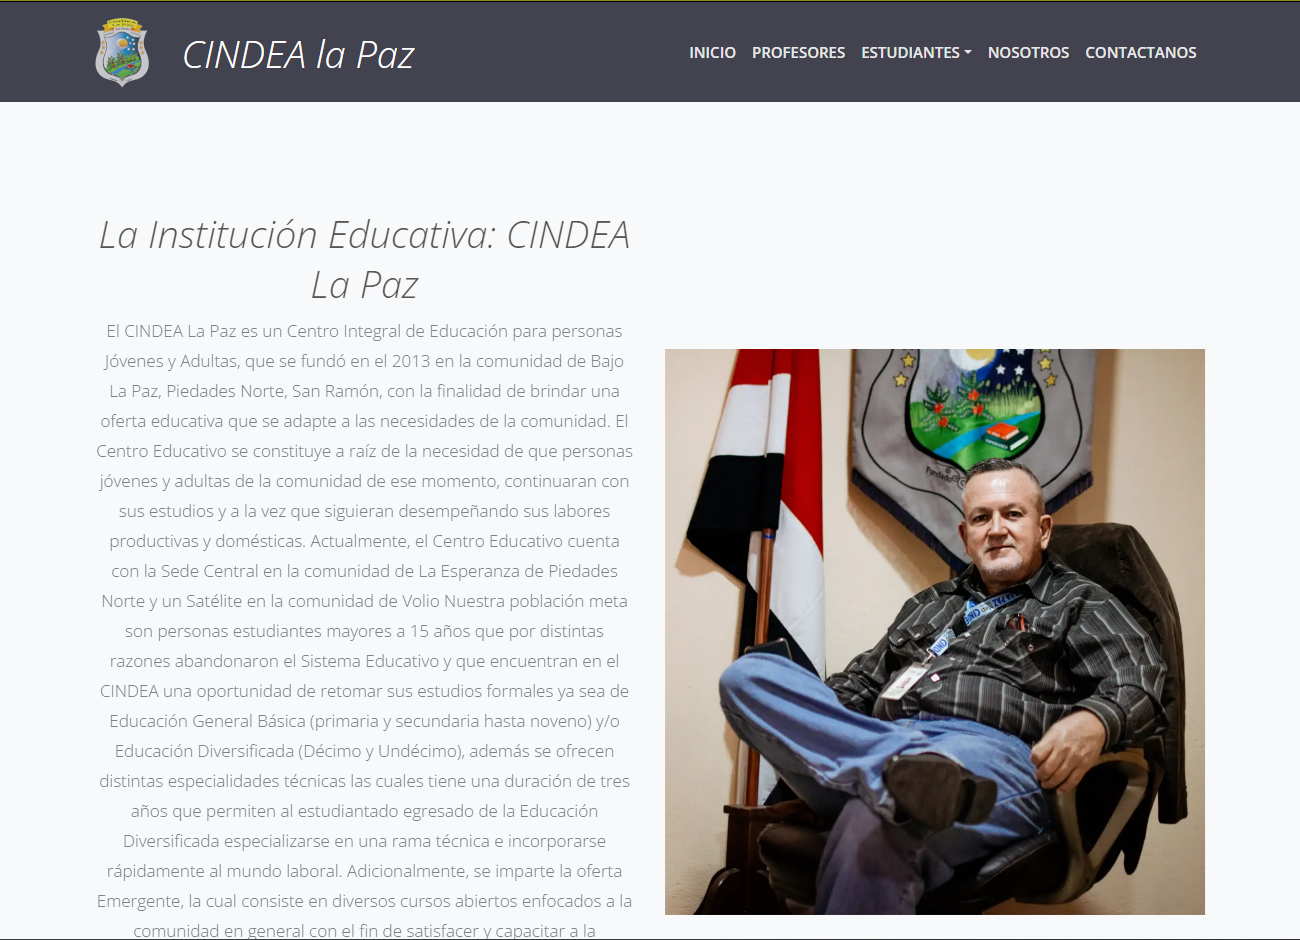 CINDEA la Paz
INICIO PROFESORES ESTUDIANTES NOSOTROS CONTACTANOS
La Institución Educativa: CINDEA
La Paz
El CINDEA La Paz es un Centro Integral de Educación para personas
Jóvenes y Adultas, que se fundó en el 2013 en la comunidad de Bajo
La Paz, Piedades Norte, San Ramón, con la finalidad de brindar una
oferta educativa que se adapte a las necesidades de la comunidad. El
Centro Educativo se constituye a raíz de la necesidad de que personas
jóvenes y adultas de la comunidad de ese momento, continuaran con
sus estudios y a la vez que siguieran desempeñando sus labores
productivas y domésticas. Actualmente, el Centro Educativo cuenta
con la Sede Central en la comunidad de La Esperanza de Piedades
Norte y un Satélite en la comunidad de Volio Nuestra población meta
son personas estudiantes mayores a 15 años que por distintas
razones abandonaron el Sistema Educativo y que encuentran en el
CINDEA una oportunidad de retomar sus estudios formales ya sea de
Educación General Básica (primaria y secundaria hasta noveno) y/o
Educación Diversificada (Décimo y Undécimo), además se ofrecen
distintas especialidades técnicas las cuales tiene una duración de tres
años que permiten al estudiantado egresado de la Educación
Diversificada especializarse en una rama técnica e incorporarse
rápidamente al mundo laboral. Adicionalmente, se imparte la oferta
Emergente, la cual consiste en diversos cursos abiertos enfocados a la
comunidad en general con el fin de satisfacer y capacitar a la
Fundado